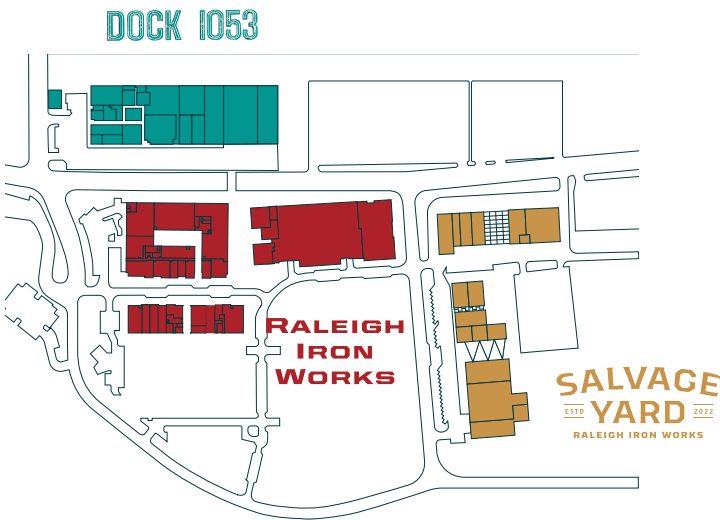 DOCK 1053
RALEIGH
IRON
WORKS
SALVAGE
ESTD YARD 2022
RALEIGH IRON WORKS